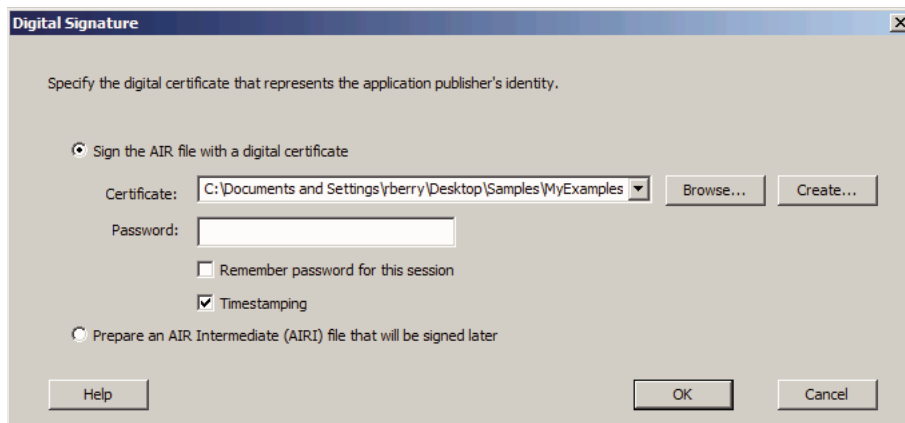 Digital Signature
Specify the digital certificate that represents the application publisher's identity.
Sign the AIR file with a digital certificate
Certificate: C:\Documents and Settings\rberry\Desktop\Samples\MyExamples Browse... Create...
Password:
Remember password for this session
Timestamping
Prepare an AIR Intermediate (AIRI) file that will be signed later
Help OK Cancel